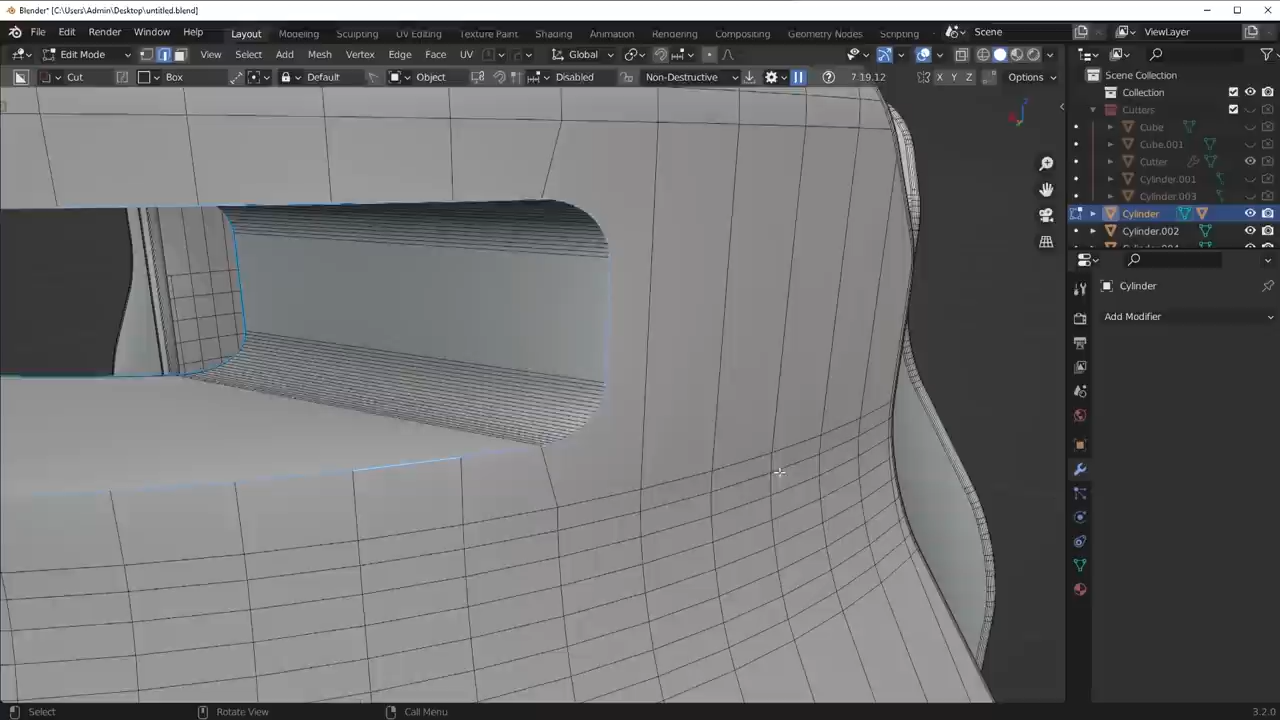 Blender* [C:\Users\Admin\Desktop\untitled.blend]
File Edit Render Window Help Layout Modeling Sculpting UV Editing Texture Paint Shading Animation Rendering Compositing Geometry Nodes Scripting Scene ViewLayer
Edit Mode View Select Add Mesh Vertex Edge Face UV Global
Cut Box Default Object Disabled Non-Destructive 7 19.12 X Y Z Options
Scene Collection
Collection
Cutters
Cube
Cube.001
Cutter
Cylinder.001
Cylinder.003
Cylinder
Cylinder.002
Cylinder
Add Modifier
Select Rotate View Call Menu 3.2.0